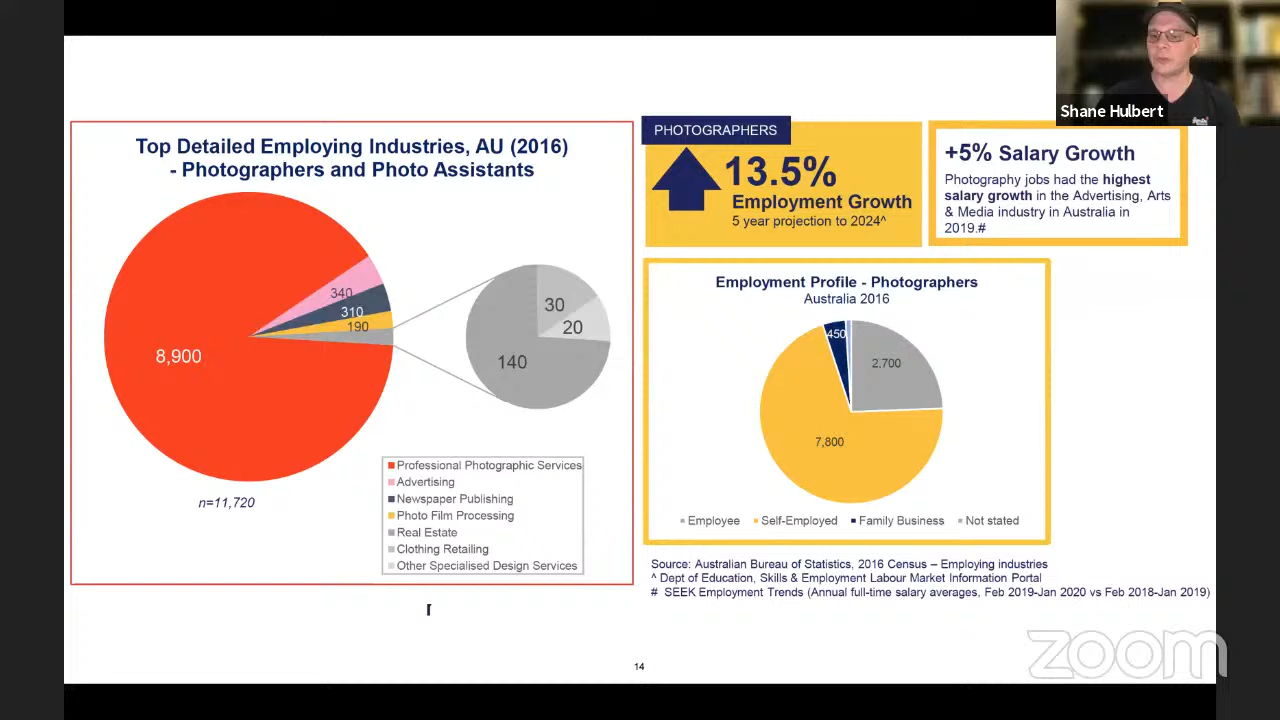 Shane Hulbert
Top Detailed Employing Industries, AU (2016)
- Photographers and Photo Assistants
340
310
190
8,900
30
20
140
n=11,720
Professional Photographic Services
Advertising
Newspaper Publishing
Photo Film Processing
Real Estate
Clothing Retailing
Other Specialised Design Services
PHOTOGRAPHERS
13.5%
Employment Growth
5 year projection to 2024^
+5% Salary Growth
Photography jobs had the highest
salary growth in the Advertising, Arts
& Media industry in Australia in
2019.#
Employment Profile - Photographers
Australia 2016
450
2,700
7,800
Employee Self-Employed Family Business Not stated
Source: Australian Bureau of Statistics, 2016 Census – Employing industries
^ Dept of Education, Skills & Employment Labour Market Information Portal
# SEEK Employment Trends (Annual full-time salary averages, Feb 2019-Jan 2020 vs Feb 2018-Jan 2019)
zoom
14